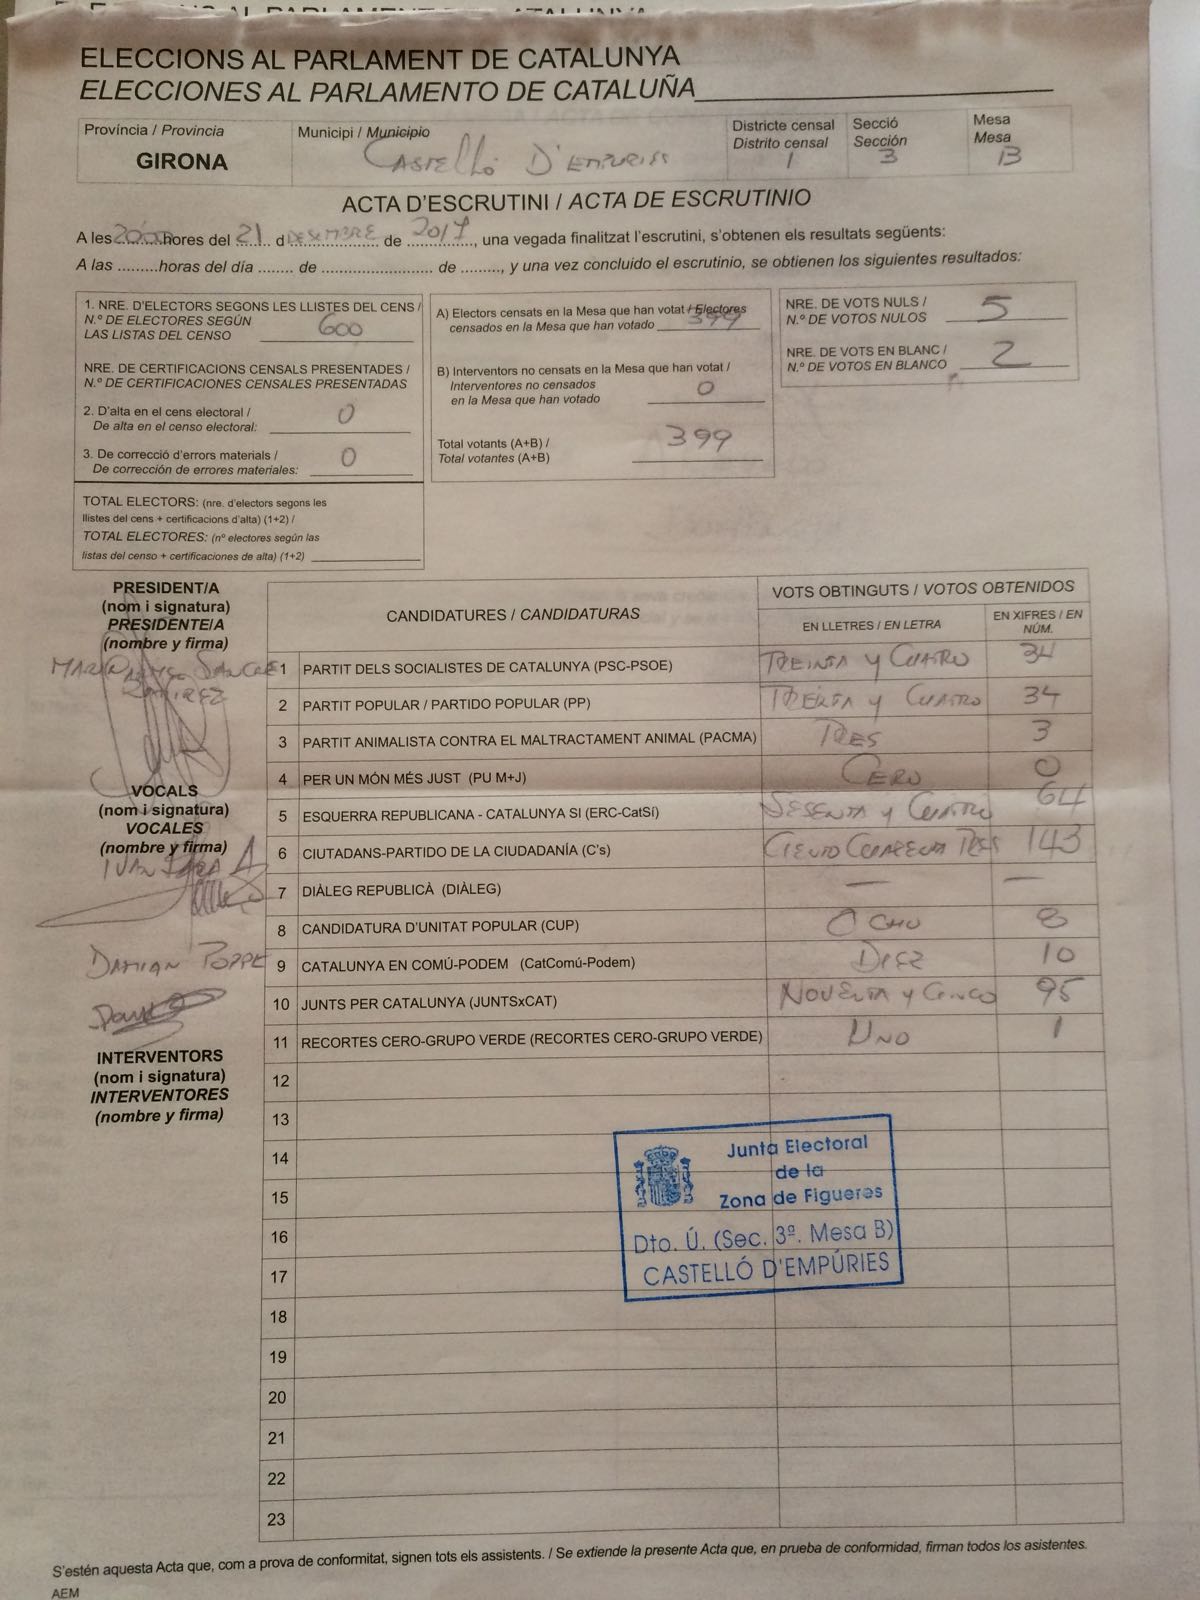 ELECCIONS AL PARLAMENT DE CATALUNYA
ELECCIONES AL PARLAMENTO DE CATALUÑA
Província / Provincia
GIRONA
Municipi / Municipio
CASTELLÓ D'EMPURIES
Districte censal
Distrito censal
1
Secció
Sección
3
Mesa
Mesa
B
ACTA D'ESCRUTINI / ACTA DE ESCRUTINIO
A les 20:00 hores del 21 d DESEMBRE de 2017, una vegada finalitzat l'escrutini, s'obtenen els resultats següents:
A las .........horas del día ........ de ........................... de ........., y una vez concluido el escrutinio, se obtienen los siguientes resultados:
1. NRE. D'ELECTORS SEGONS LES LLISTES DEL CENS /
N.º DE ELECTORES SEGÚN
LAS LISTAS DEL CENSO 600
NRE. DE CERTIFICACIONS CENSALS PRESENTADES /
N.º DE CERTIFICACIONES CENSALES PRESENTADAS
2. D'alta en el cens electoral /
De alta en el censo electoral: 0
3. De correcció d'errors materials /
De corrección de errores materiales: 0
TOTAL ELECTORS: (nre. d'electors segons les
llistes del cens + certificacions d'alta) (1+2) /
TOTAL ELECTORES: (nº electores según las
listas del censo + certificaciones de alta) (1+2)
A) Electors censats en la Mesa que han votat / Electores
censados en la Mesa que han votado 399
B) Interventors no censats en la Mesa que han votat /
Interventores no censados
en la Mesa que han votado 0
Total votants (A+B) /
Total votantes (A+B) 399
NRE. DE VOTS NULS /
N.º DE VOTOS NULOS 5
NRE. DE VOTS EN BLANC /
N.º DE VOTOS EN BLANCO 2
PRESIDENT/A
(nom i signatura)
PRESIDENTE/A
(nombre y firma)
SANCHEZ
RAMIREZ
VOCALS
(nom i signatura)
VOCALES
(nombre y firma)
IVAN
DAMIAN POPPE
INTERVENTORS
(nom i signatura)
INTERVENTORES
(nombre y firma)
CANDIDATURES / CANDIDATURAS
VOTS OBTINGUTS / VOTOS OBTENIDOS
EN LLETRES / EN LETRA
EN XIFRES / EN
NÚM.
1 PARTIT DELS SOCIALISTES DE CATALUNYA (PSC-PSOE) TREINTA Y CUATRO 34
2 PARTIT POPULAR / PARTIDO POPULAR (PP) TREINTA Y CUATRO 34
3 PARTIT ANIMALISTA CONTRA EL MALTRACTAMENT ANIMAL (PACMA) TRES 3
4 PER UN MÓN MÉS JUST (PU M+J) CERO 0
5 ESQUERRA REPUBLICANA - CATALUNYA SI (ERC-CatSí) SESENTA Y CUATRO 64
6 CIUTADANS-PARTIDO DE LA CIUDADANÍA (C's) CIENTO CUARENTA TRES 143
7 DIÀLEG REPUBLICÀ (DIÀLEG) — —
8 CANDIDATURA D'UNITAT POPULAR (CUP) OCHO 8
9 CATALUNYA EN COMÚ-PODEM (CatComú-Podem) DIEZ 10
10 JUNTS PER CATALUNYA (JUNTSxCAT) NOVENTA Y CINCO 95
11 RECORTES CERO-GRUPO VERDE (RECORTES CERO-GRUPO VERDE) UNO 1
12
13
14
15
16
17
18
19
20
21
22
23
Junta Electoral
de la
Zona de Figueres
Dto. Ú. (Sec. 3ª. Mesa B)
CASTELLÓ D'EMPÚRIES
S'estén aquesta Acta que, com a prova de conformitat, signen tots els assistents. / Se extiende la presente Acta que, en prueba de conformidad, firman todos los asistentes.
AEM